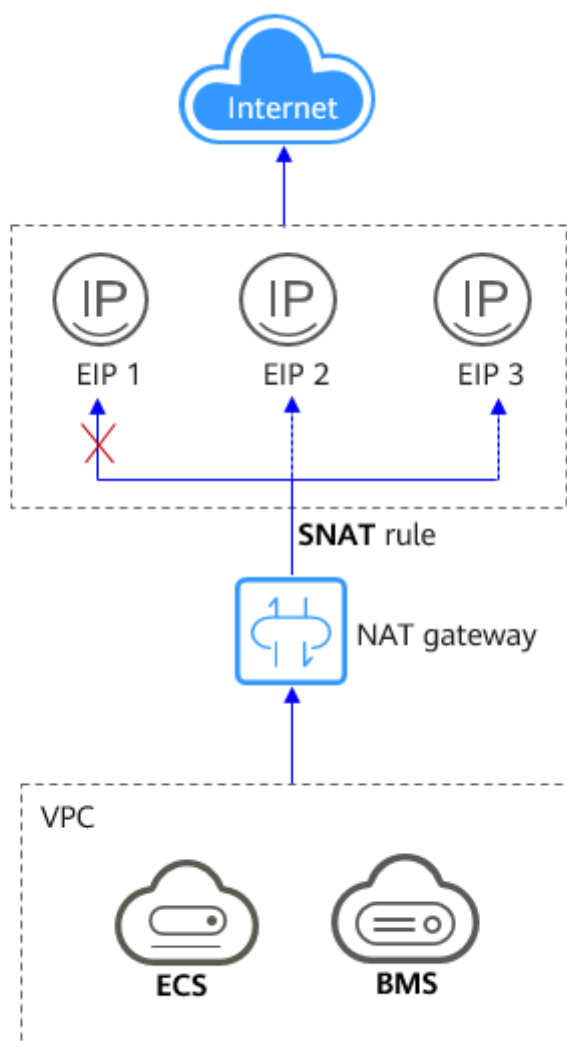 Internet
IP IP IP
EIP 1 EIP 2 EIP 3
SNAT rule
NAT gateway
VPC
ECS BMS